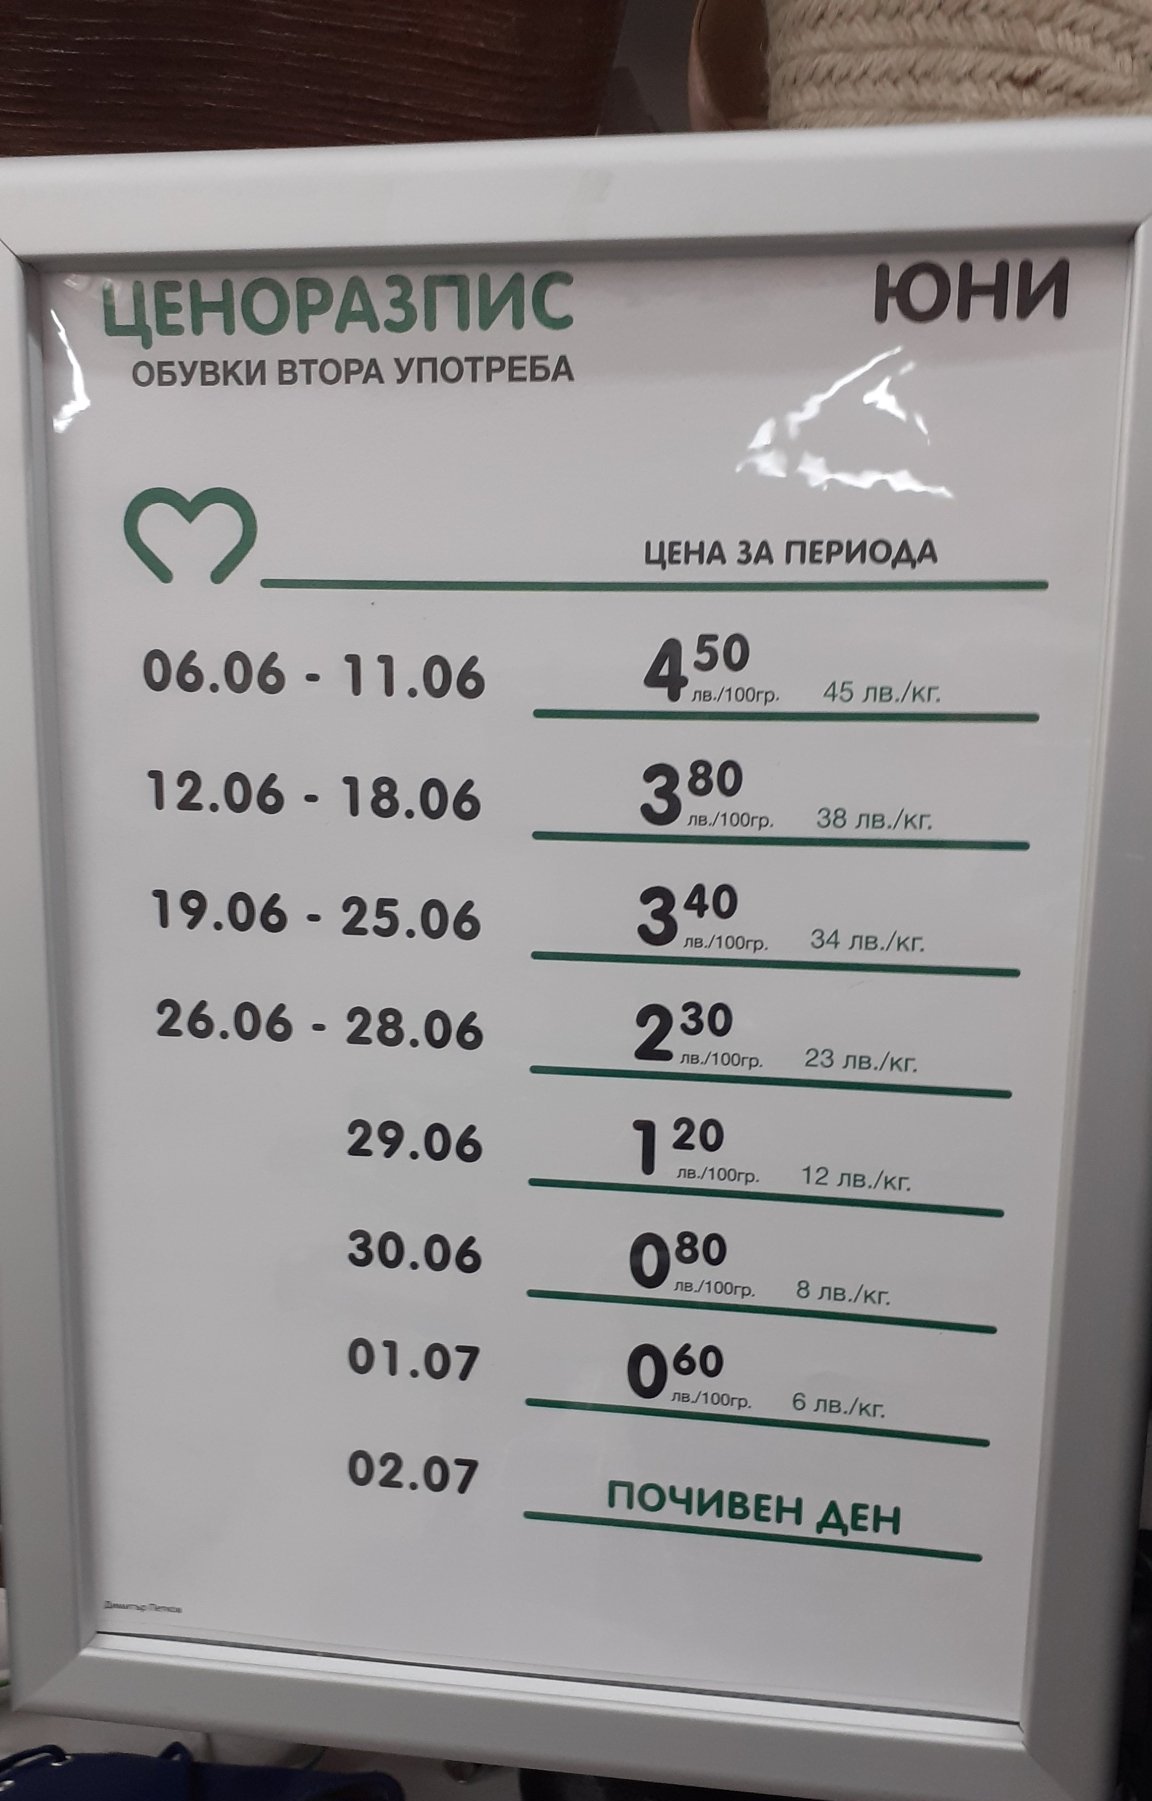 ЦЕНОРАЗПИС ЮНИ
ОБУВКИ ВТОРА УПОТРЕБА
ЦЕНА ЗА ПЕРИОДА
06.06 - 11.06 4 50 лв./100гр. 45 лв./кг.
12.06 - 18.06 3 80 лв./100гр. 38 лв./кг.
19.06 - 25.06 3 40 лв./100гр. 34 лв./кг.
26.06 - 28.06 2 30 лв./100гр. 23 лв./кг.
29.06 1 20 лв./100гр. 12 лв./кг.
30.06 0 80 лв./100гр. 8 лв./кг.
01.07 0 60 лв./100гр. 6 лв./кг.
02.07 ПОЧИВЕН ДЕН
Димитър Петков